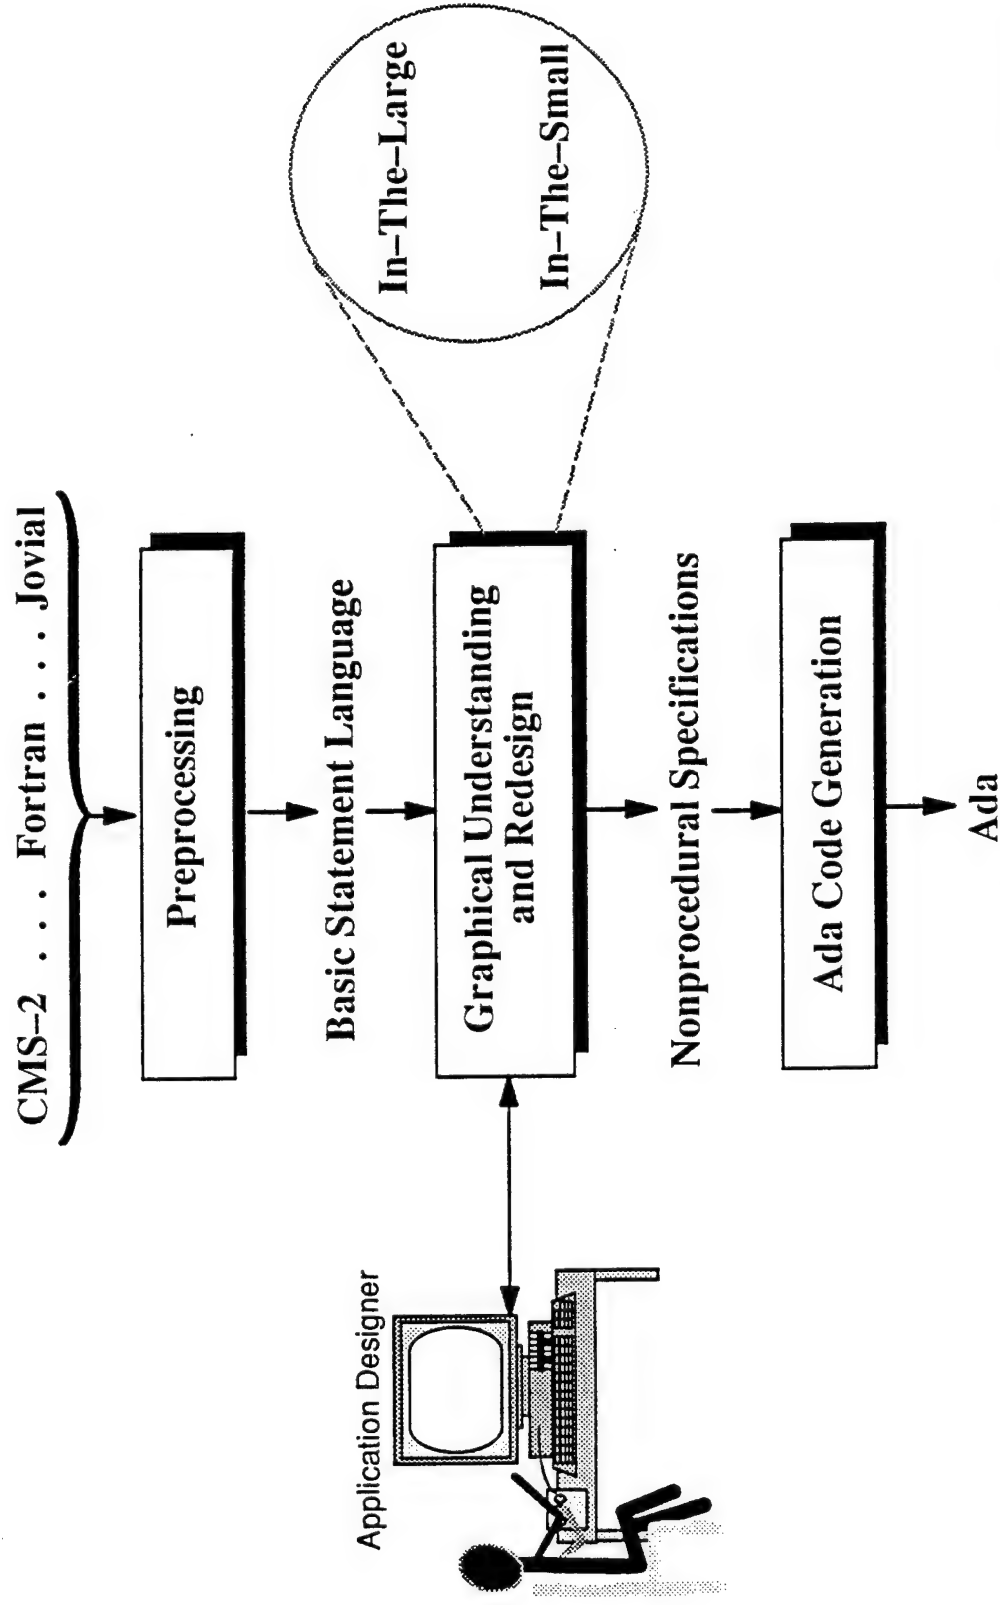 CMS–2 . . . . Fortran . . . . Jovial
Preprocessing
Basic Statement Language
Application Designer
Graphical Understanding
and Redesign
In–The–Large
In–The–Small
Nonprocedural Specifications
Ada Code Generation
Ada